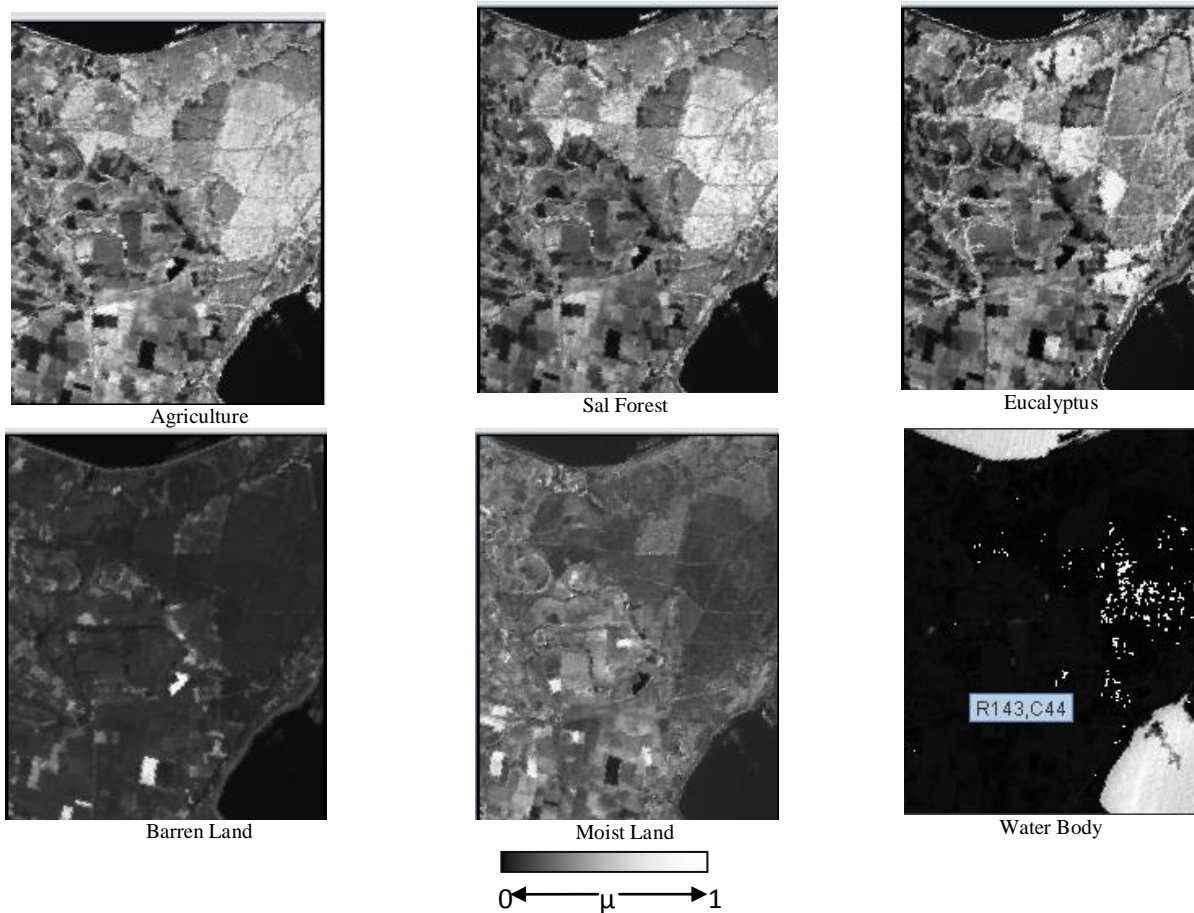 Agriculture
Sal Forest
Eucalyptus
Barren Land
Moist Land
R143,C44
Water Body
0 μ 1